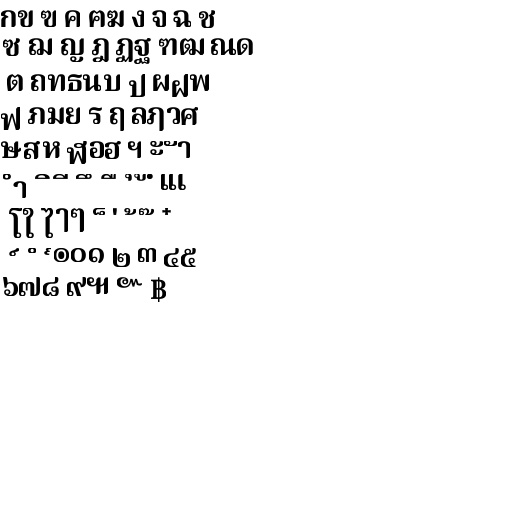 กข ฃ ค ฅฆ ง จ ฉ ช
ซ ฌ ญ ฎ ฏฐ ฑฒ ณด
ต ถทธนบ ป ผฝพ
ฟ ภมย ร ฤ ลฦวศ
ษสห ฬอฮ ฯ ะ ั า
ำ ิ ี ึ ื ุ ู ฺ เแ
โใ ไๅๆ ็ ่ ้ ๊ ๋
์ ํ ๎ ๏๐๑ ๒ ๓ ๔๕
๖๗๘ ๙๚ ๛ ฿